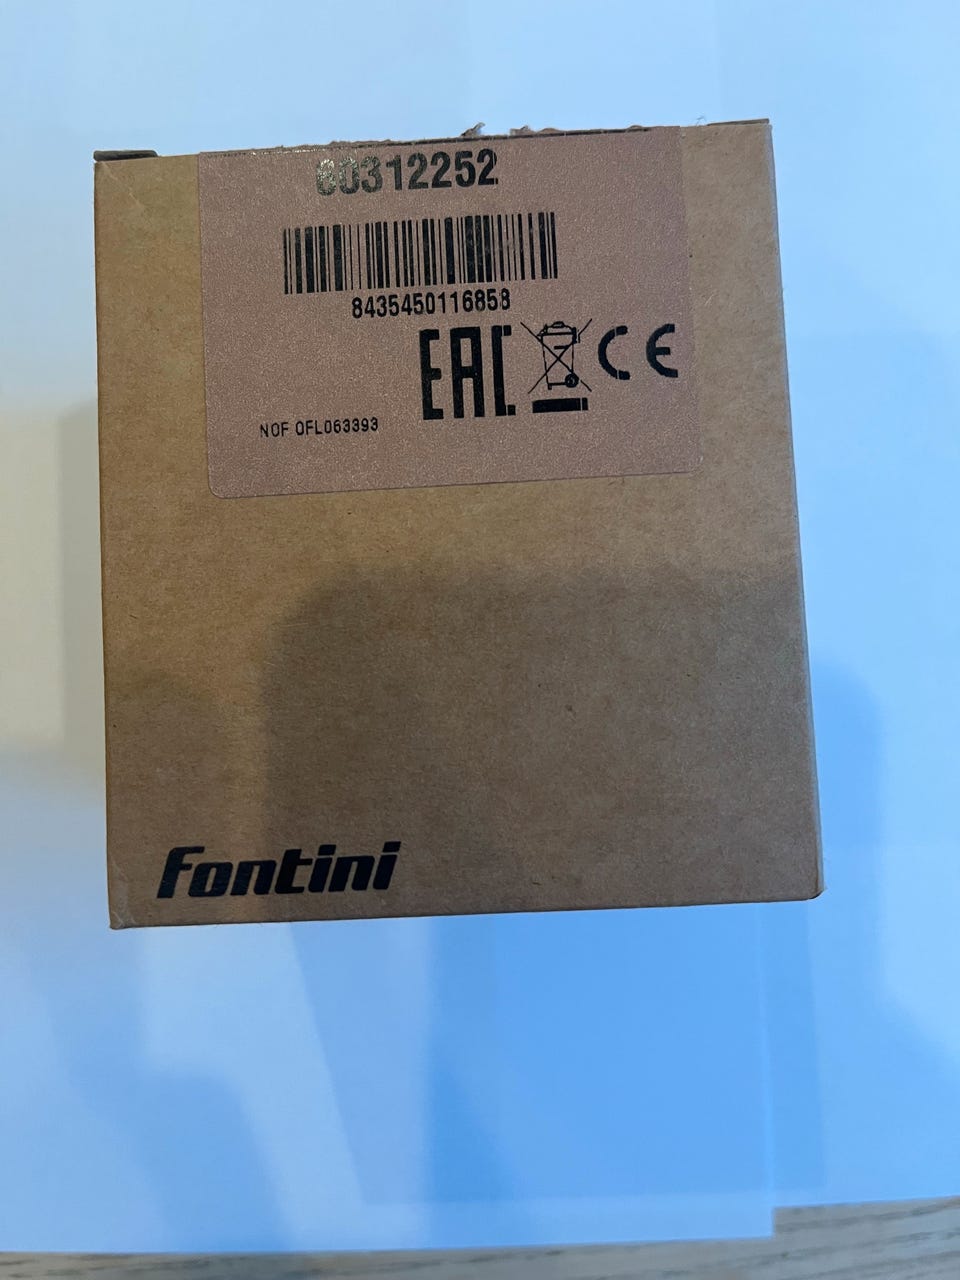 60312252
8435450116858
EAC CE
NOF OFL063393
Fontini